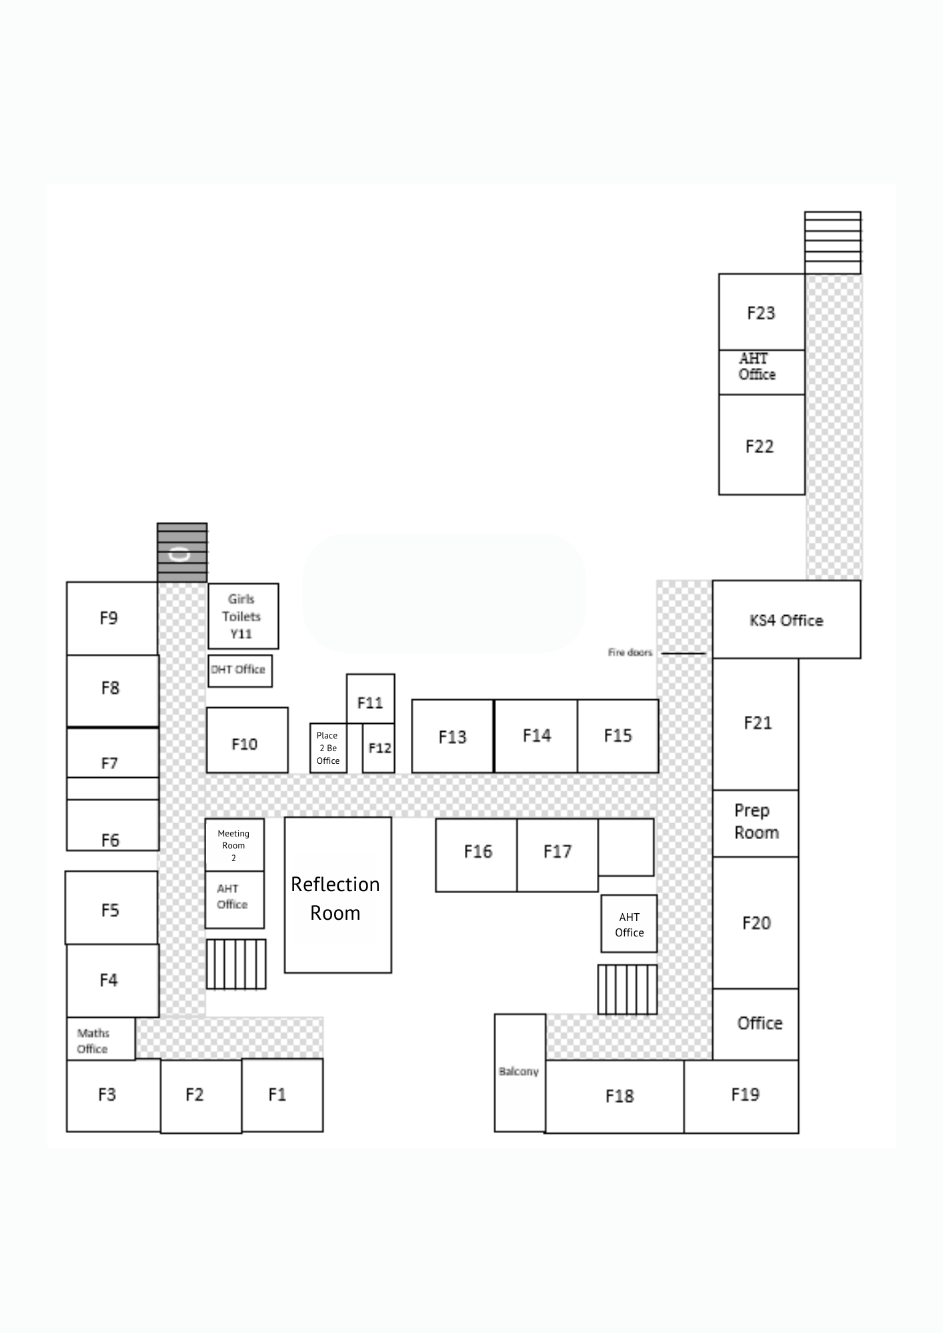 F23
AHT
Office
F22
O
F9
Girls
Toilets
Y11
KS4 Office
Fire doors
F8
DHT Office
F11
F21
F10
Place
2 Be
Office
F12
F13
F14
F15
F7
Prep
Room
F6
Meeting
Room
2
F16
F17
Reflection
Room
AHT
Office
F5
AHT
Office
F20
F4
Maths
Office
Office
Balcony
F3
F2
F1
F18
F19